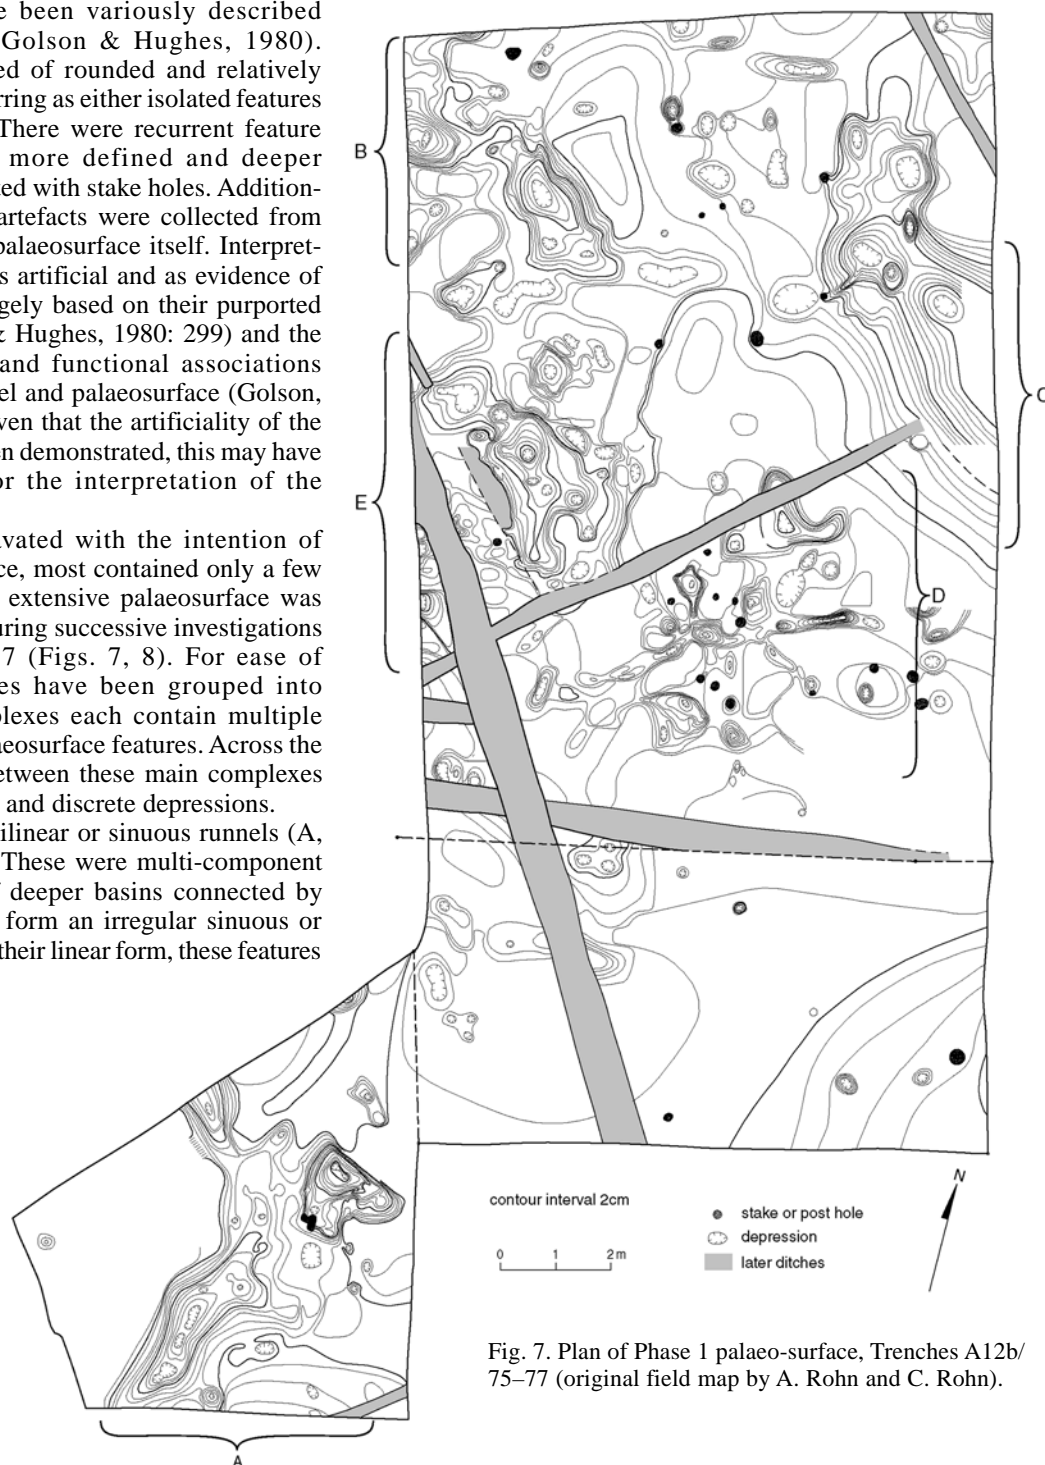 e been variously described
Golson & Hughes, 1980).
ed of rounded and relatively
rring as either isolated features
There were recurrent feature
more defined and deeper
ted with stake holes. Addition-
artefacts were collected from
palaeosurface itself. Interpret-
s artificial and as evidence of
gely based on their purported
& Hughes, 1980: 299) and the
and functional associations
el and palaeosurface (Golson,
ven that the artificiality of the
en demonstrated, this may have
or the interpretation of the
avated with the intention of
ce, most contained only a few
extensive palaeosurface was
uring successive investigations
7 (Figs. 7, 8). For ease of
es have been grouped into
plexes each contain multiple
aeosurface features. Across the
etween these main complexes
and discrete depressions.
ilinear or sinuous runnels (A,
These were multi-component
f deeper basins connected by
form an irregular sinuous or
their linear form, these features
B
C
E
D
A
N
contour interval 2cm
0 1 2 m
stake or post hole
depression
later ditches
Fig. 7. Plan of Phase 1 palaeo-surface, Trenches A12b/
75–77 (original field map by A. Rohn and C. Rohn).